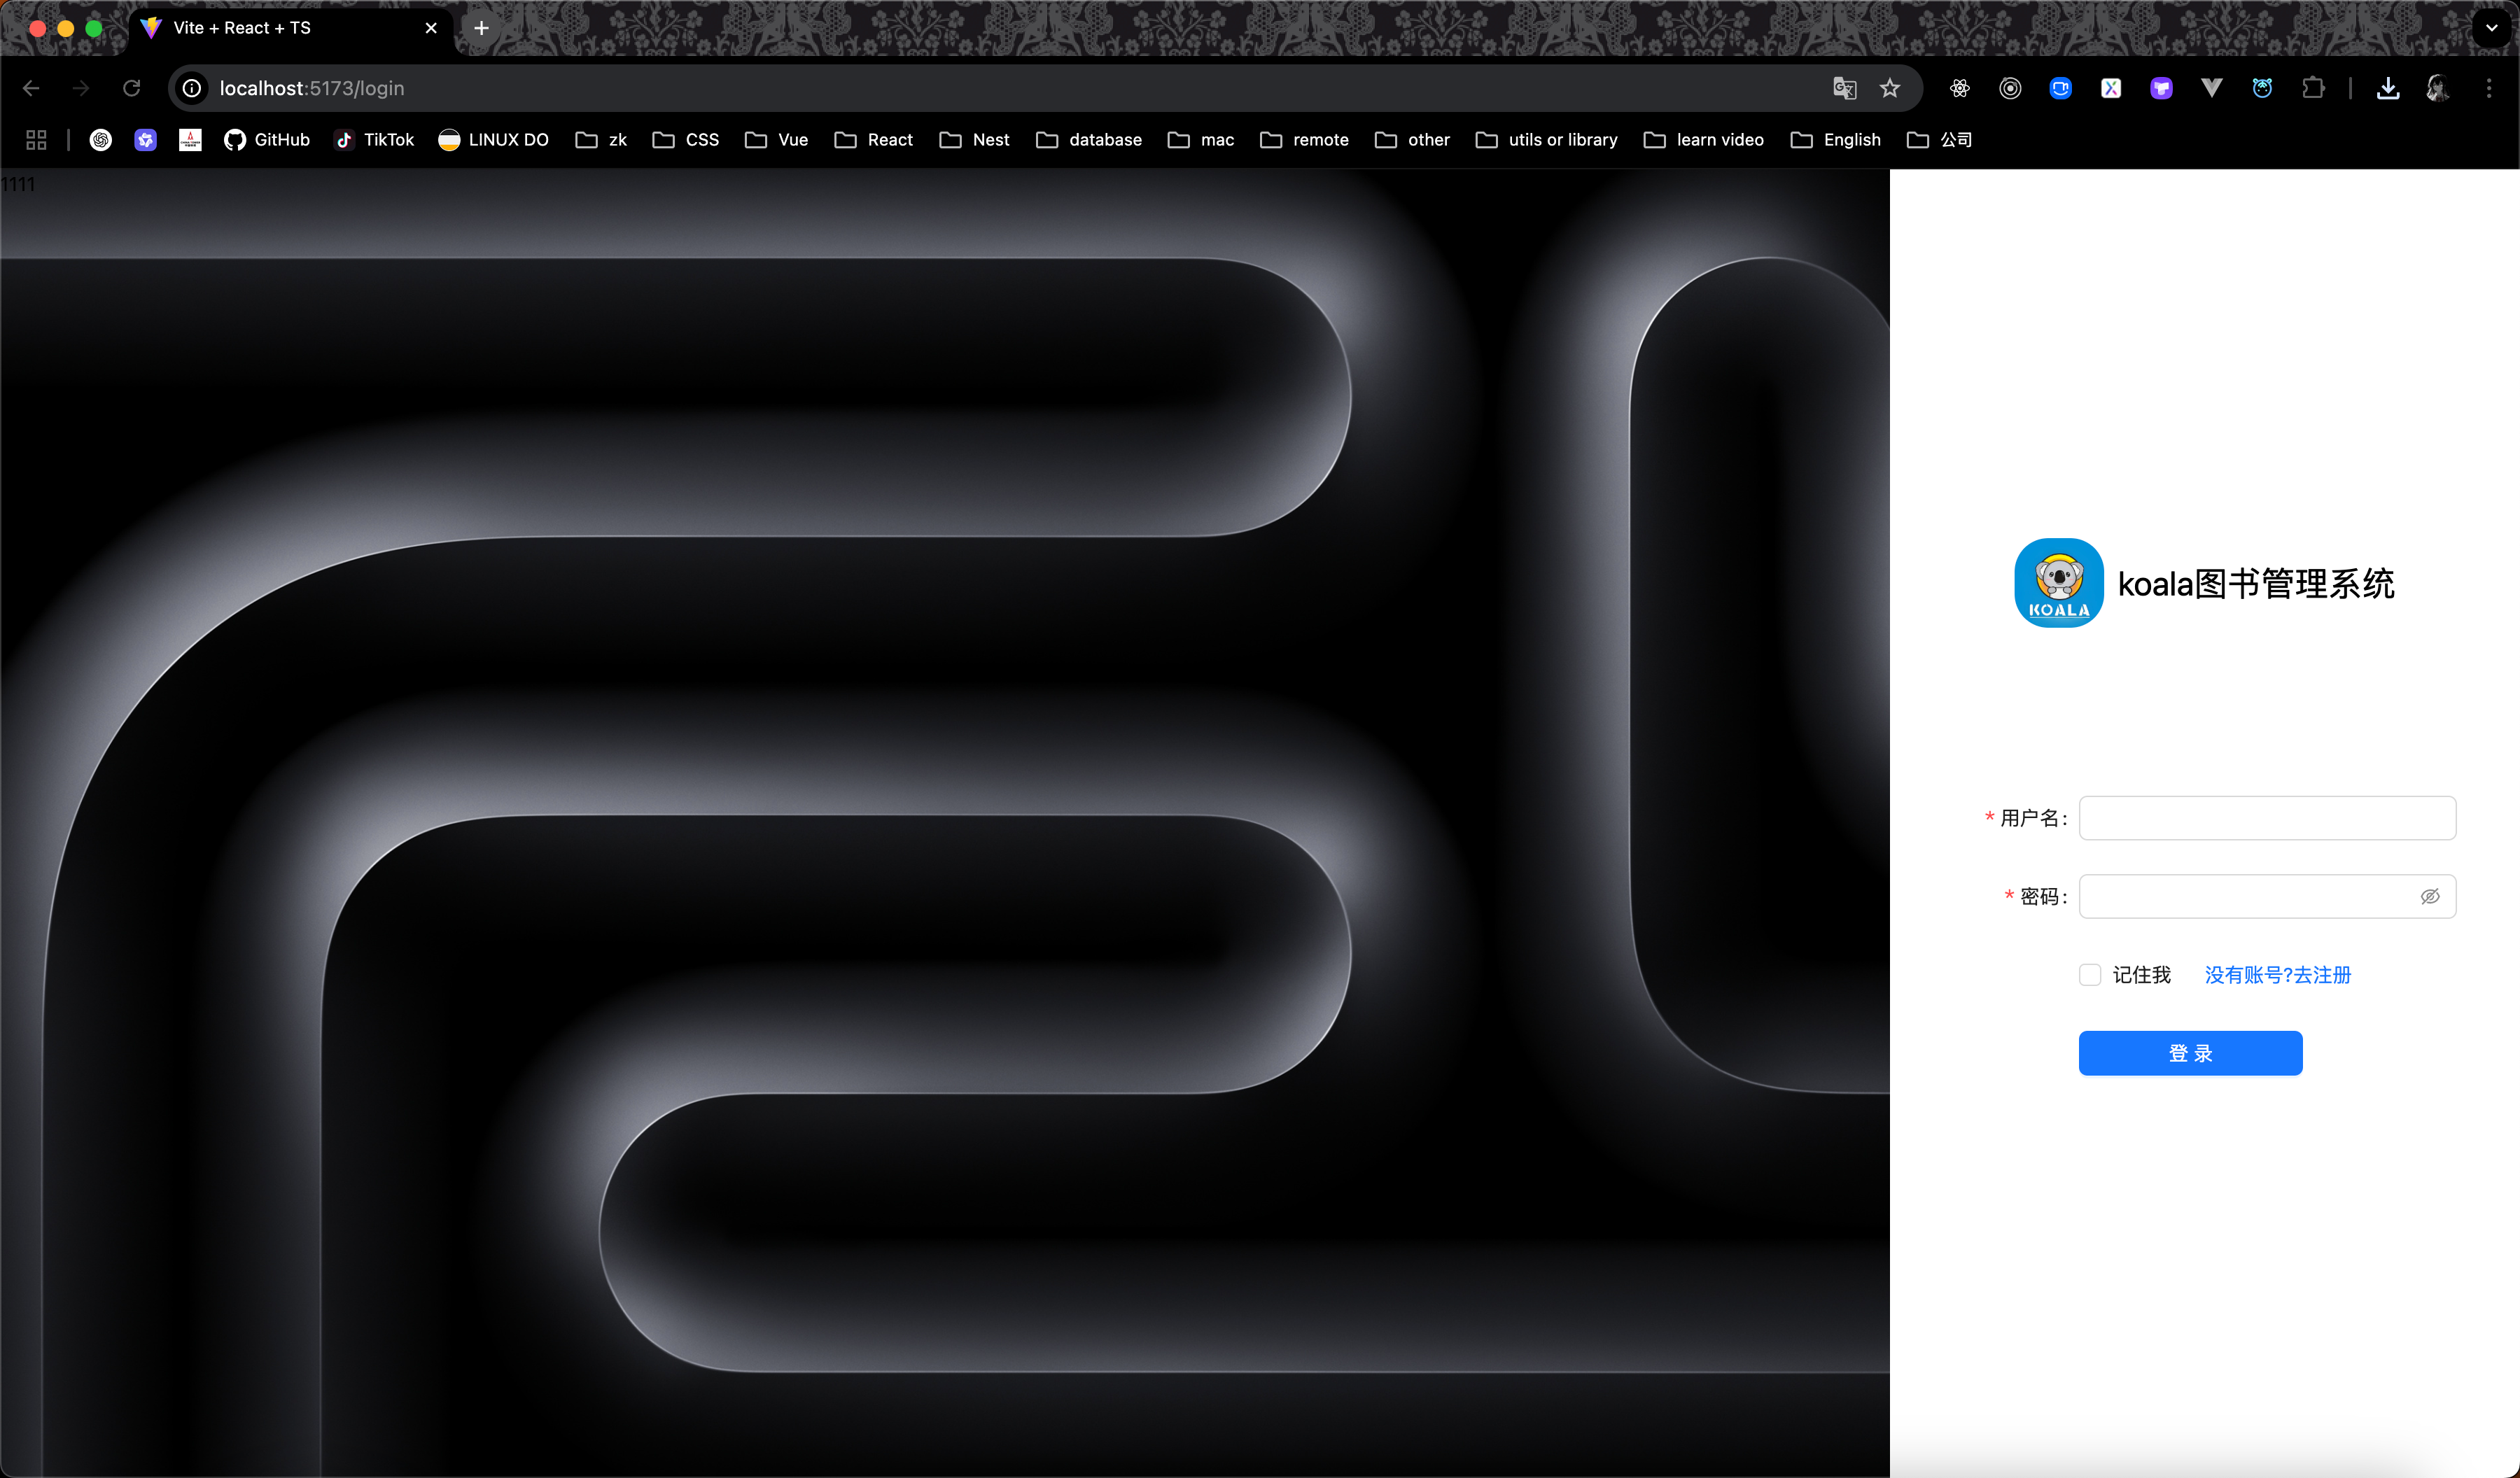 Vite + React + TS
localhost:5173/login
GitHub TikTok LINUX DO zk CSS Vue React Nest database mac remote other utils or library learn video English 公司
1111
KOALA
koala图书管理系统
* 用户名:
* 密码:
记住我 没有账号?去注册
登 录